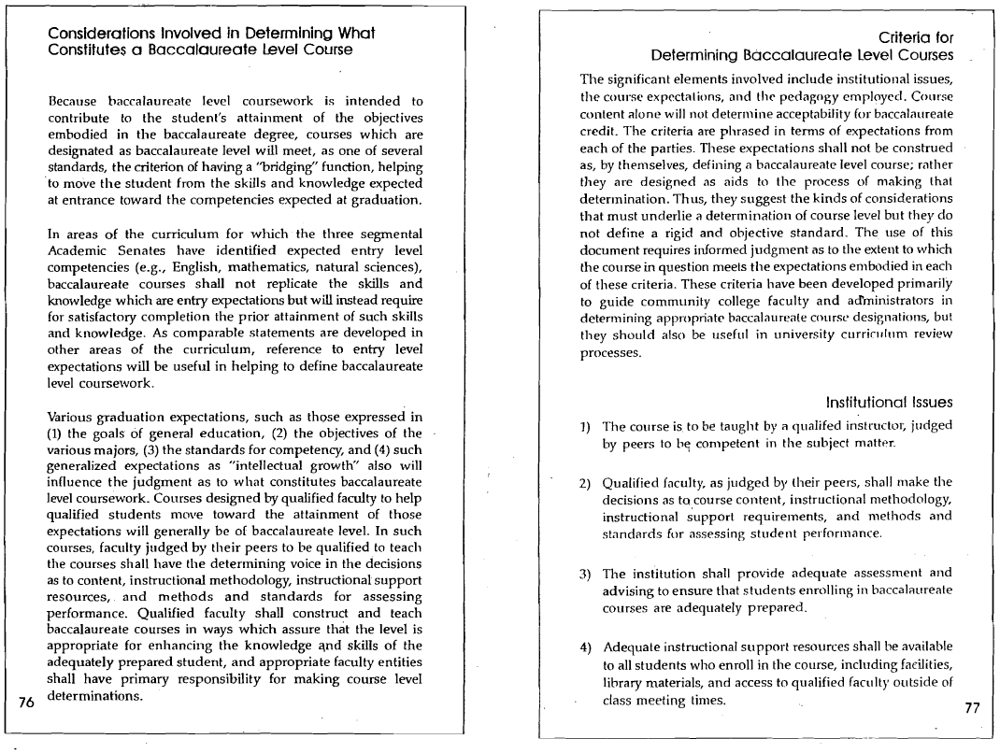 Considerations Involved in Determining What
Constitutes a Baccalaureate Level Course
Because baccalaureate level coursework is intended to
contribute to the student's attainment of the objectives
embodied in the baccalaureate degree, courses which are
designated as baccalaureate level will meet, as one of several
standards, the criterion of having a "bridging" function, helping
to move the student from the skills and knowledge expected
at entrance toward the competencies expected at graduation.
In areas of the curriculum for which the three segmental
Academic Senates have identified expected entry level
competencies (e.g., English, mathematics, natural sciences),
baccalaureate courses shall not replicate the skills and
knowledge which are entry expectations but will instead require
for satisfactory completion the prior attainment of such skills
and knowledge. As comparable statements are developed in
other areas of the curriculum, reference to entry level
expectations will be useful in helping to define baccalaureate
level coursework.
Various graduation expectations, such as those expressed in
(1) the goals of general education, (2) the objectives of the
various majors, (3) the standards for competency, and (4) such
generalized expectations as "intellectual growth" also will
influence the judgment as to what constitutes baccalaureate
level coursework. Courses designed by qualified faculty to help
qualified students move toward the attainment of those
expectations will generally be of baccalaureate level. In such
courses, faculty judged by their peers to be qualified to teach
the courses shall have the determining voice in the decisions
as to content, instructional methodology, instructional support
resources, and methods and standards for assessing
performance. Qualified faculty shall construct and teach
baccalaureate courses in ways which assure that the level is
appropriate for enhancing the knowledge and skills of the
adequately prepared student, and appropriate faculty entities
shall have primary responsibility for making course level
determinations.
76
Criteria for
Determining Baccalaureate Level Courses
The significant elements involved include institutional issues,
the course expectations, and the pedagogy employed. Course
content alone will not determine acceptability for baccalaureate
credit. The criteria are phrased in terms of expectations from
each of the parties. These expectations shall not be construed
as, by themselves, defining a baccalaureate level course; rather
they are designed as aids to the process of making that
determination. Thus, they suggest the kinds of considerations
that must underlie a determination of course level but they do
not define a rigid and objective standard. The use of this
document requires informed judgment as to the extent to which
the course in question meets the expectations embodied in each
of these criteria. These criteria have been developed primarily
to guide community college faculty and administrators in
determining appropriate baccalaureate course designations, but
they should also be useful in university curriculum review
processes.
Institutional Issues
1) The course is to be taught by a qualifed instructor, judged
by peers to be competent in the subject matter.
2) Qualified faculty, as judged by their peers, shall make the
decisions as to course content, instructional methodology,
instructional support requirements, and methods and
standards for assessing student performance.
3) The institution shall provide adequate assessment and
advising to ensure that students enrolling in baccalaureate
courses are adequately prepared.
4) Adequate instructional support resources shall be available
to all students who enroll in the course, including facilities,
library materials, and access to qualified faculty outside of
class meeting times.
77